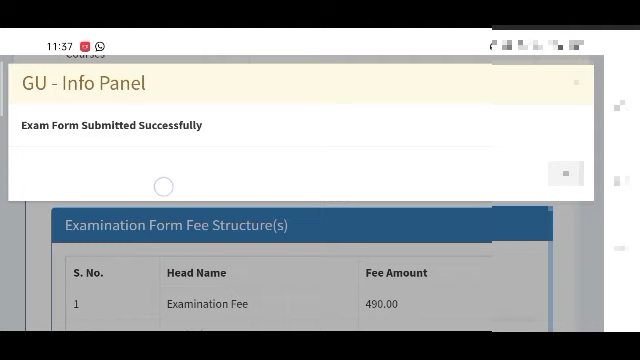 11:37
Courses
GU - Info Panel
Exam Form Submitted Successfully
Examination Form Fee Structure(s)
S. No. Head Name Fee Amount
1 Examination Fee 490.00